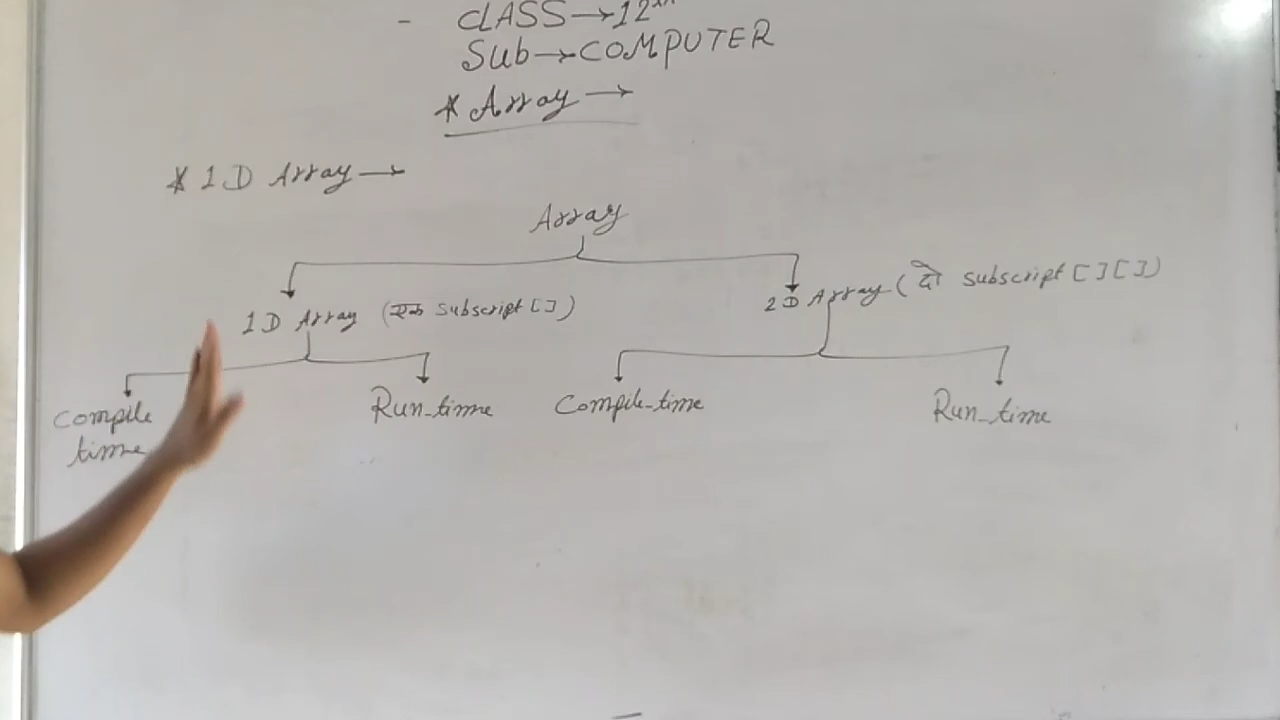 - CLASS → 12th
Sub → COMPUTER
* Array →
* 1D Array →
Array
1D Array (एक Subscript [])
2D Array (दो Subscript [][])
Compile time
Run_time
Compile_time
Run_time